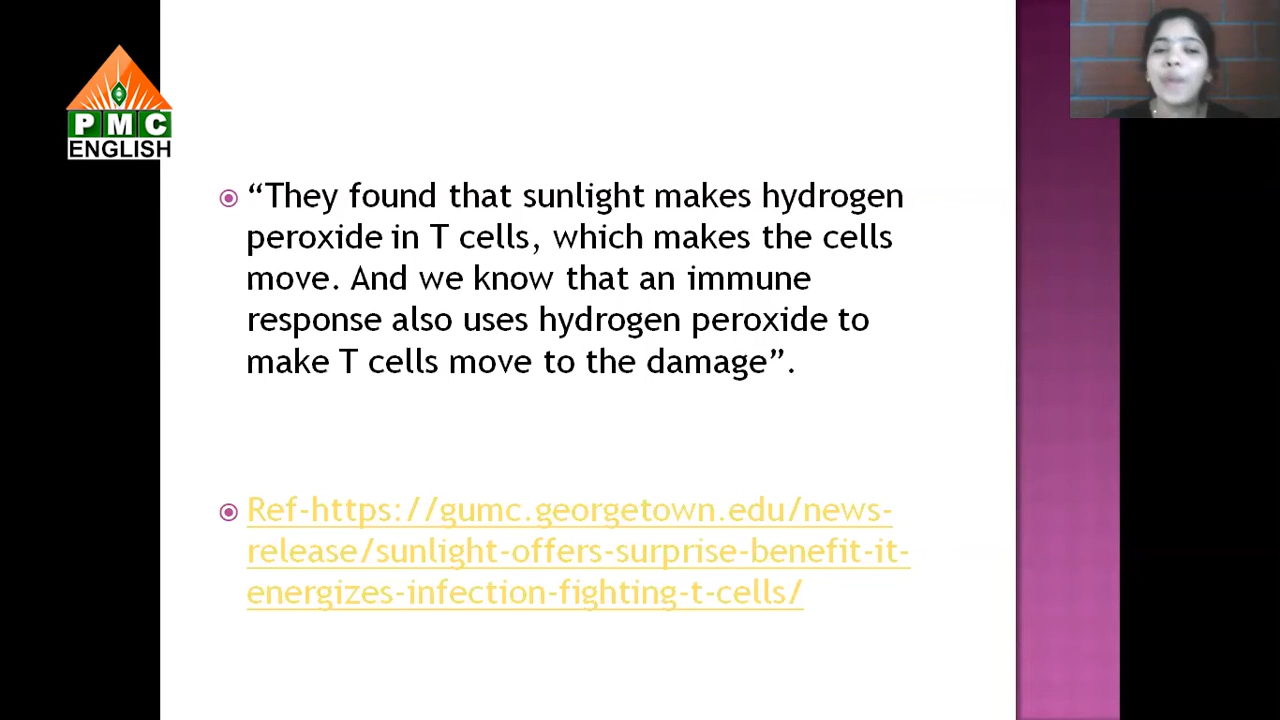 PMC
ENGLISH
“They found that sunlight makes hydrogen
peroxide in T cells, which makes the cells
move. And we know that an immune
response also uses hydrogen peroxide to
make T cells move to the damage”.
Ref-https://gumc.georgetown.edu/news-
release/sunlight-offers-surprise-benefit-it-
energizes-infection-fighting-t-cells/